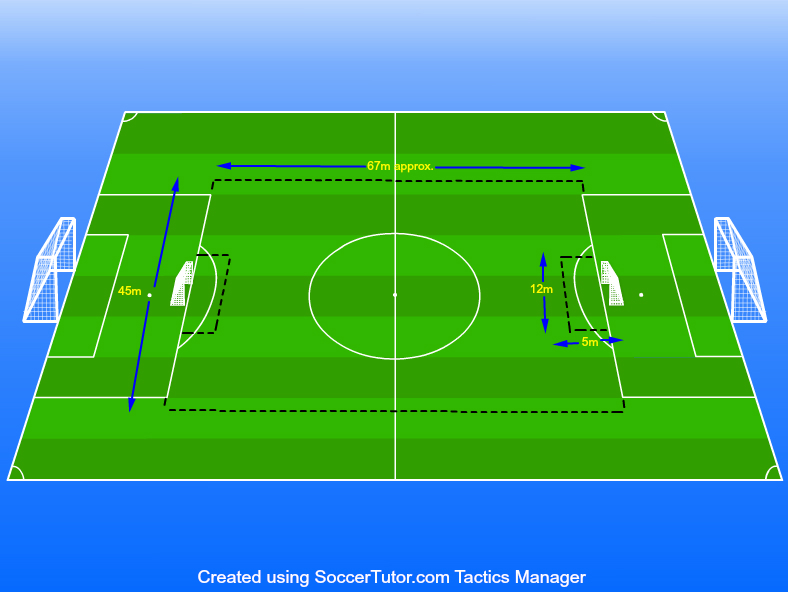 67m approx.
45m
12m
5m
Created using SoccerTutor.com Tactics Manager